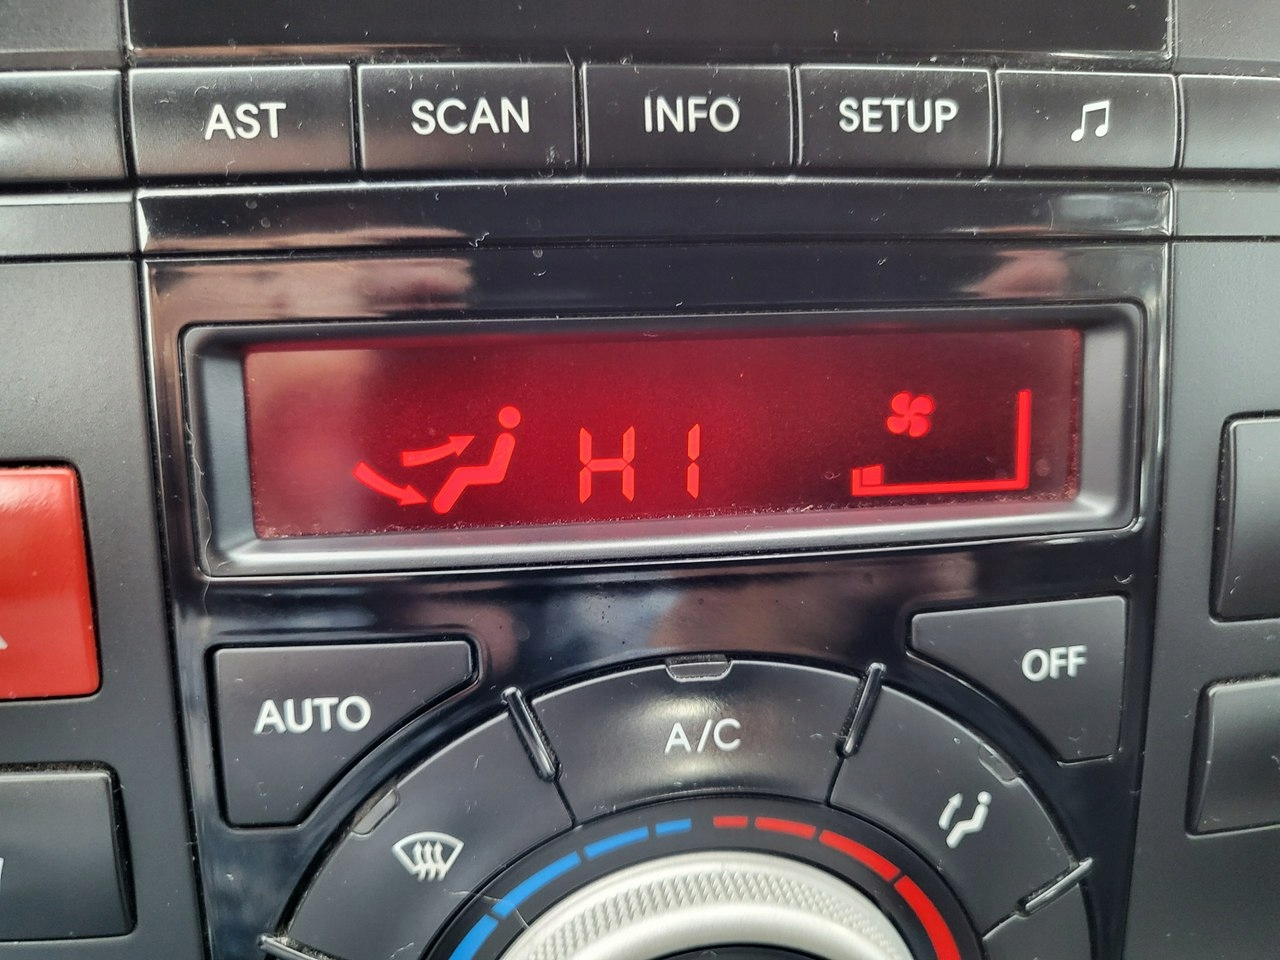 AST SCAN INFO SETUP
HI
AUTO
OFF
A/C